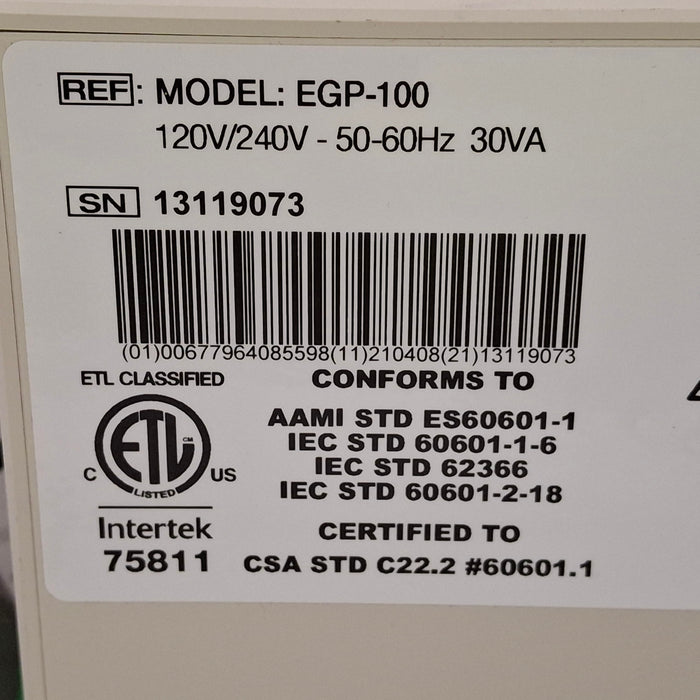 REF: MODEL: EGP-100
120V/240V - 50-60Hz 30VA
SN 13119073
(01)00677964085598(11)210408(21)13119073
ETL CLASSIFIED
CONFORMS TO
AAMI STD ES60601-1
IEC STD 60601-1-6
IEC STD 62366
IEC STD 60601-2-18
ETL CM
C US
LISTED
Intertek
75811
CERTIFIED TO
CSA STD C22.2 #60601.1